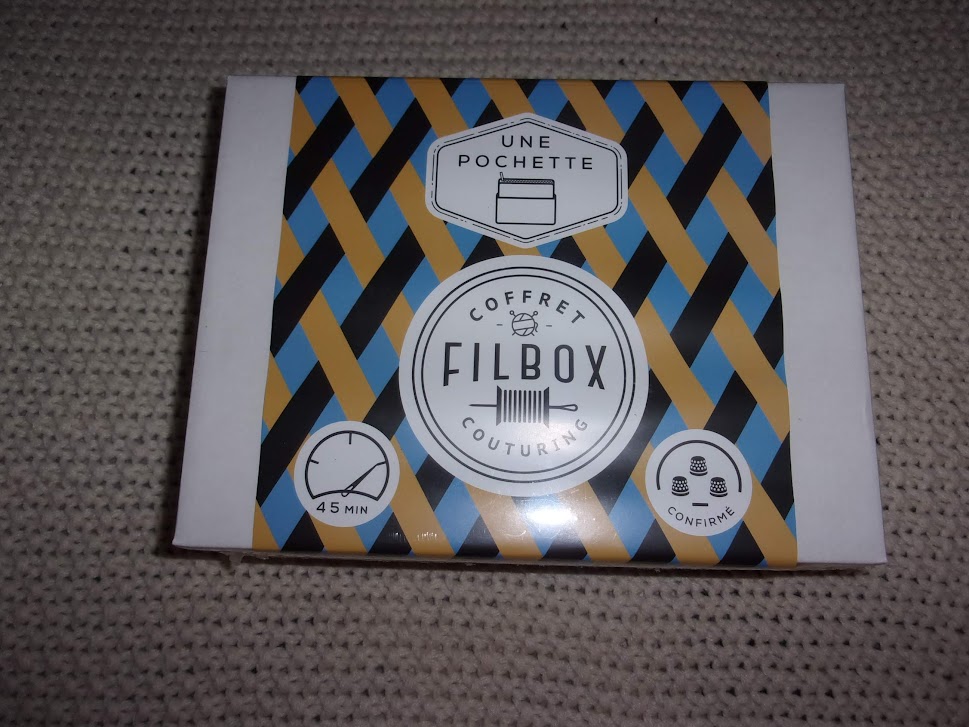 UNE
POCHETTE
COFFRET
FILBOX
COUTURING
45 MIN
CONFIRMÉ